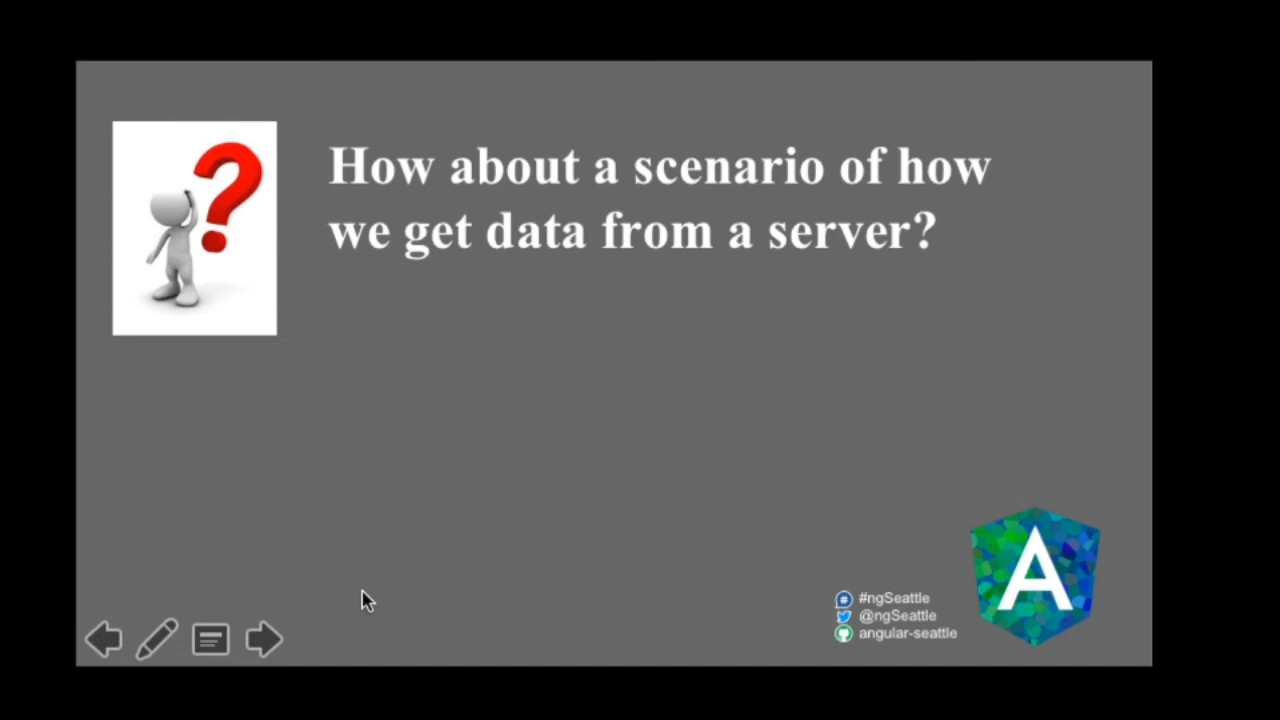 How about a scenario of how
we get data from a server?
#ngSeattle
@ngSeattle
angular-seattle
A